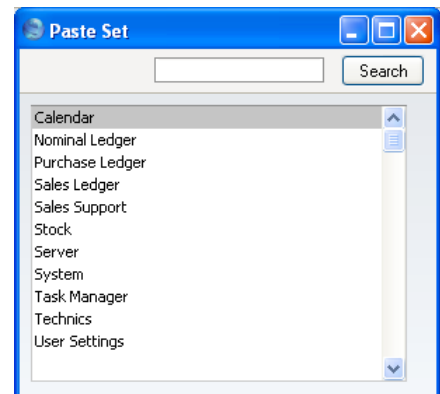 Paste Set
Search
Calendar
Nominal Ledger
Purchase Ledger
Sales Ledger
Sales Support
Stock
Server
System
Task Manager
Technics
User Settings